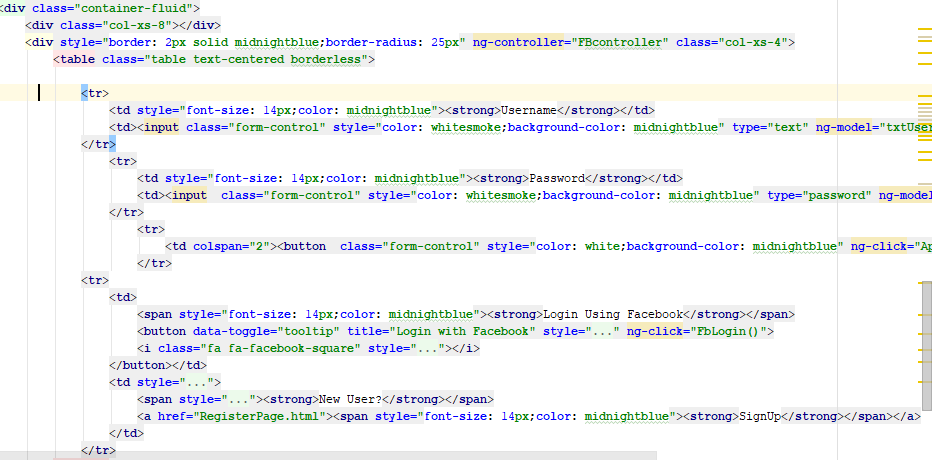 <div class="container-fluid">
<div class="col-xs-8"></div>
<div style="border: 2px solid midnightblue;border-radius: 25px" ng-controller="FBcontroller" class="col-xs-4">
<table class="table text-centered borderless">
<tr>
<td style="font-size: 14px;color: midnightblue"><strong>Username</strong></td>
<td><input class="form-control" style="color: whitesmoke;background-color: midnightblue" type="text" ng-model="txtUser
</tr>
<tr>
<td style="font-size: 14px;color: midnightblue"><strong>Password</strong></td>
<td><input  class="form-control" style="color: whitesmoke;background-color: midnightblue" type="password" ng-model
</tr>
<tr>
<td colspan="2"><button  class="form-control" style="color: white;background-color: midnightblue" ng-click="Ap
</tr>
<tr>
<td>
<span style="font-size: 14px;color: midnightblue"><strong>Login Using Facebook</strong></span>
<button data-toggle="tooltip" title="Login with Facebook" style="..." ng-click="FbLogin()">
<i class="fa fa-facebook-square" style="..."></i>
</button></td>
<td style="...">
<span style="..."><strong>New User?</strong></span>
<a href="RegisterPage.html"><span style="font-size: 14px;color: midnightblue"><strong>SignUp</strong></span></a>
</td>
</tr>